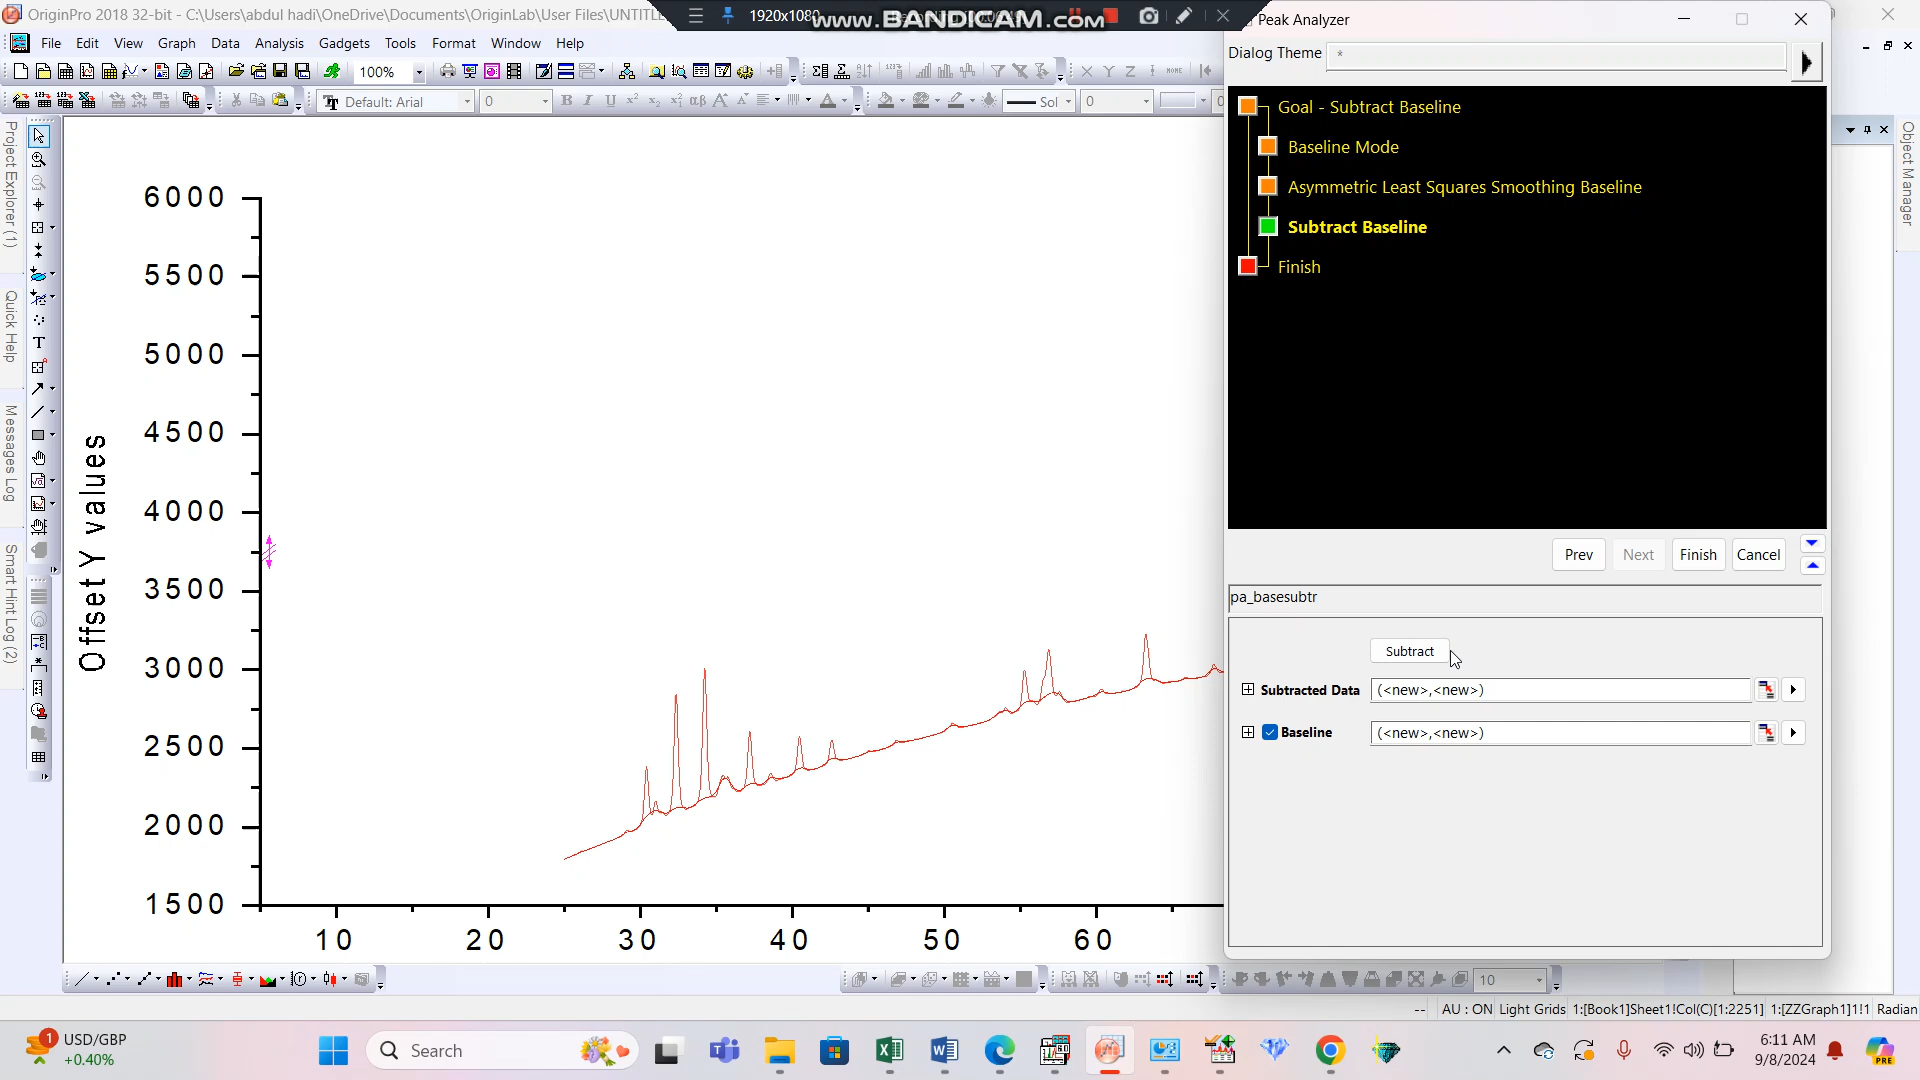 OriginPro 2018 32-bit - C:\Users\abdul hadi\OneDrive\Documents\OriginLab\User Files\UNTITLE
1920x1080
www.BANDICAM.com
Peak Analyzer
File Edit View Graph Data Analysis Gadgets Tools Format Window Help
Dialog Theme *
100%
Default: Arial 0
B I U
Sol 0
X Y Z
Project Explorer (1)
Quick Help
Messages Log
Smart Hint Log (2)
Object Manager
Goal - Subtract Baseline
Baseline Mode
Asymmetric Least Squares Smoothing Baseline
Subtract Baseline
Finish
6000
5500
5000
4500
4000
3500
3000
2500
2000
1500
Offset Y values
10 20 30 40 50 60
Prev Next Finish Cancel
pa_basesubtr
Subtract
Subtracted Data (<new>,<new>)
Baseline (<new>,<new>)
10
-- AU : ON Light Grids 1:[Book1]Sheet1!Col(C)[1:2251] 1:[ZZGraph1]1!1 Radian
1
USD/GBP
+0.40%
Search
6:11 AM
9/8/2024
PRE